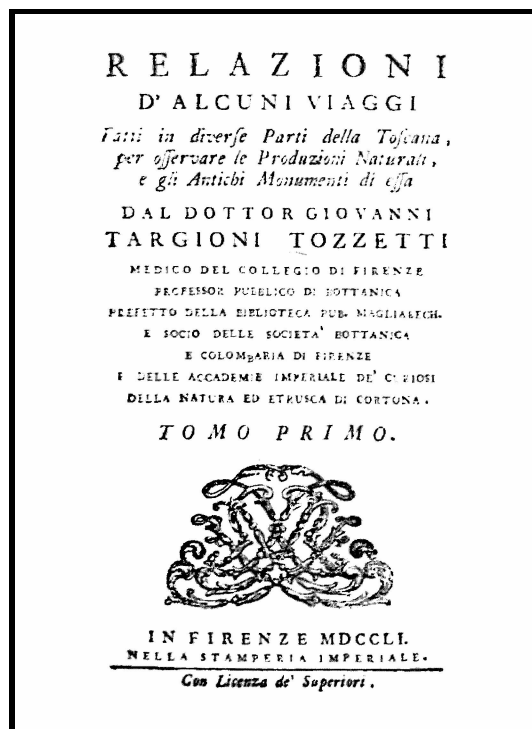 RELAZIONI
D' ALCUNI VIAGGI
Fatti in diverſe Parti della Toſcana,
per oſſervare le Produzioni Naturali,
e gli Antichi Monumenti di eſſa
DAL DOTTOR GIOVANNI
TARGIONI TOZZETTI
MEDICO DEL COLLEGIO DI FIRENZE
PROFESSOR PUBBLICO DI BOTTANICA
PREFETTO DELLA BIBLIOTECA PUB. MAGLIABECH.
E SOCIO DELLE SOCIETA' BOTTANICA
E COLOMBARIA DI FIRENZE
E DELLE ACCADEMIE IMPERIALE DE' CURIOSI
DELLA NATURA ED ETRUSCA DI CORTONA.
TOMO PRIMO.
IN FIRENZE MDCCLI.
NELLA STAMPERIA IMPERIALE.
Con Licenza de' Superiori.